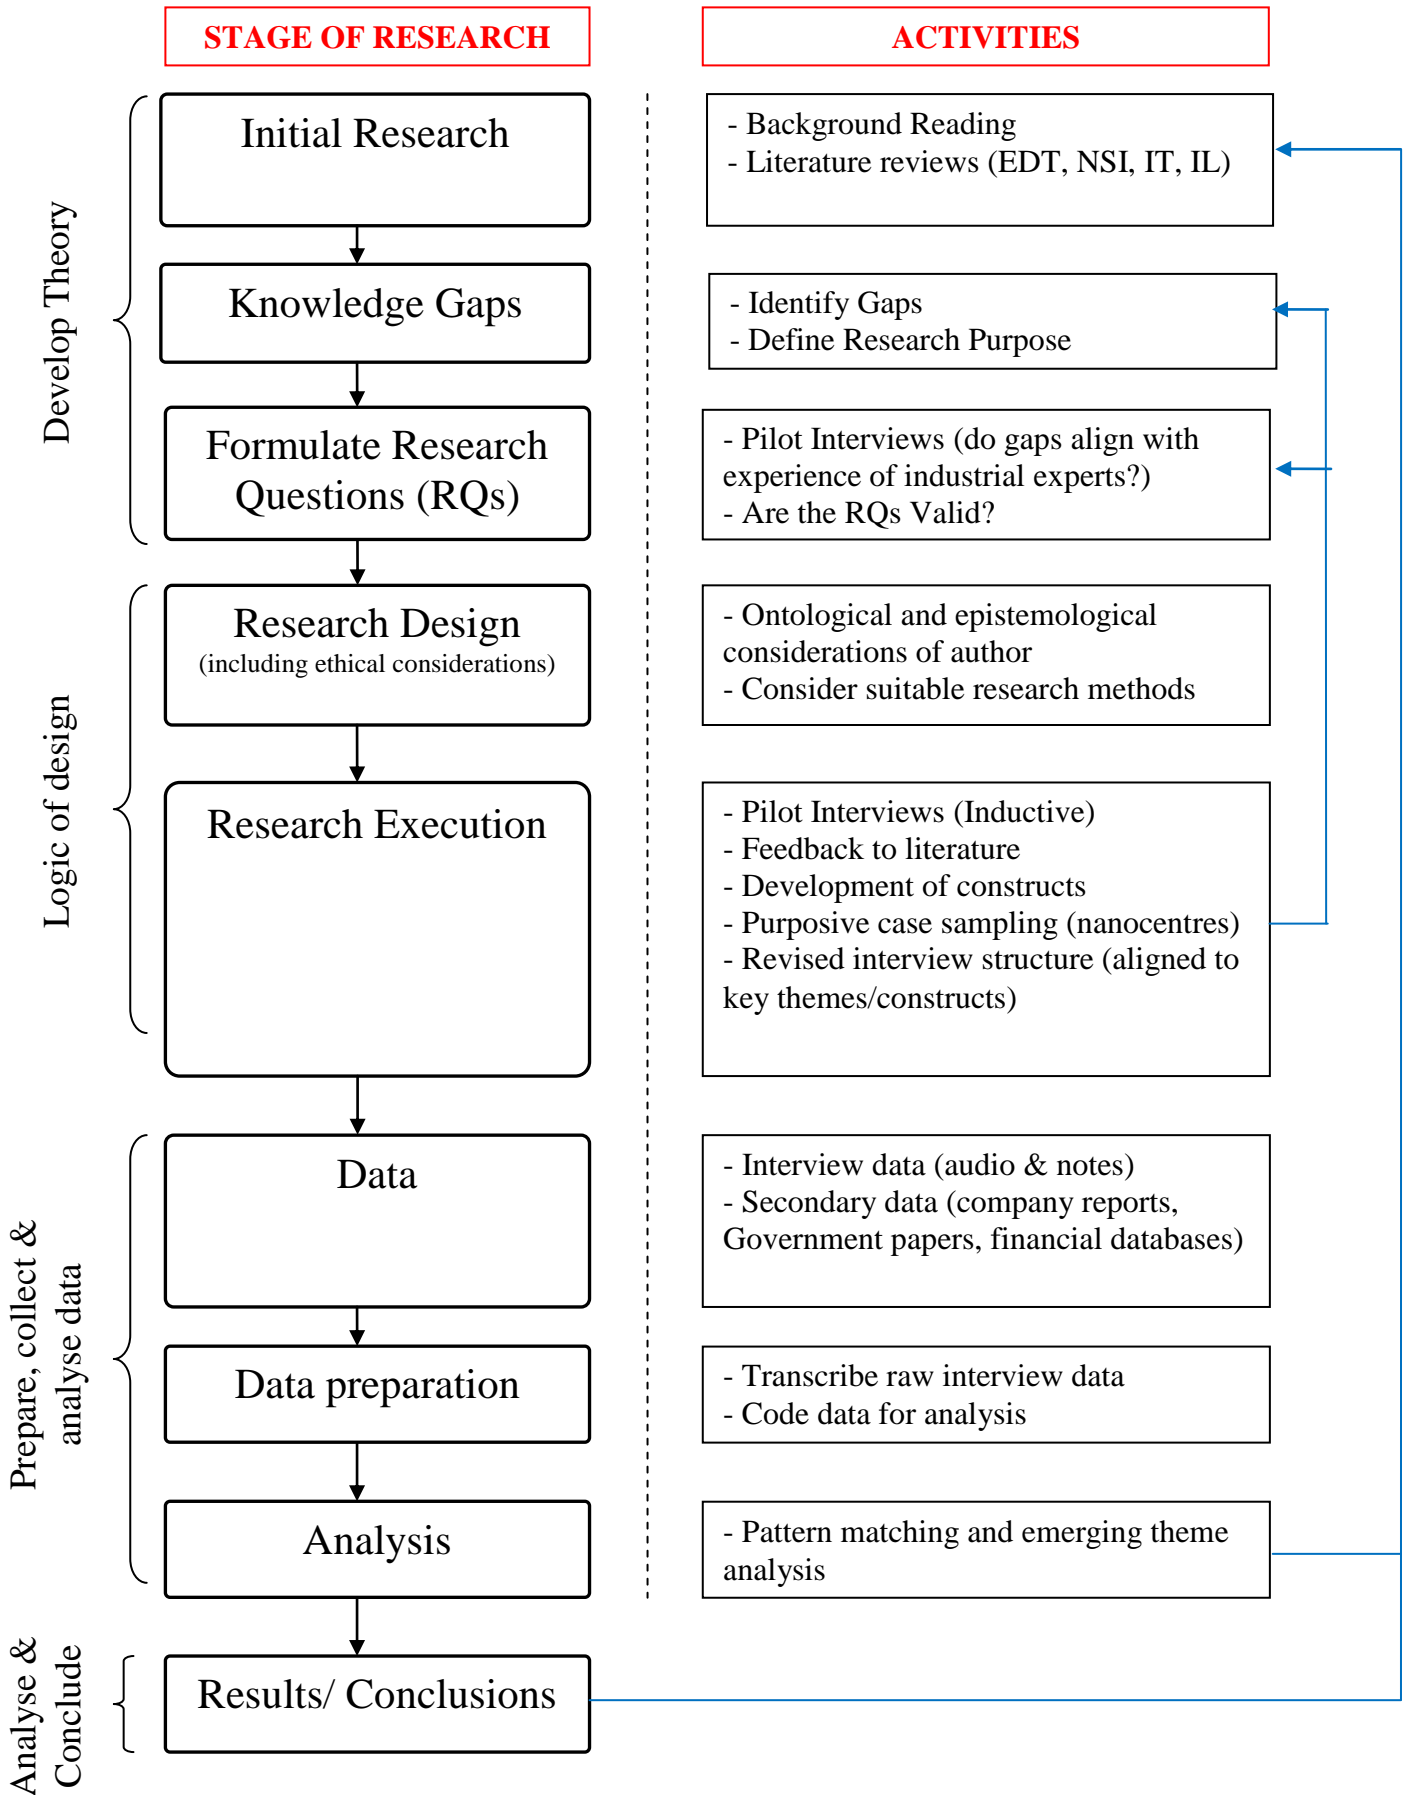 STAGE OF RESEARCH
ACTIVITIES
Develop Theory
Initial Research
- Background Reading
- Literature reviews (EDT, NSI, IT, IL)
Knowledge Gaps
- Identify Gaps
- Define Research Purpose
Formulate Research
Questions (RQs)
- Pilot Interviews (do gaps align with
experience of industrial experts?)
- Are the RQs Valid?
Logic of design
Research Design
(including ethical considerations)
- Ontological and epistemological
considerations of author
- Consider suitable research methods
Research Execution
- Pilot Interviews (Inductive)
- Feedback to literature
- Development of constructs
- Purposive case sampling (nanocentres)
- Revised interview structure (aligned to
key themes/constructs)
Prepare, collect &
analyse data
Data
- Interview data (audio & notes)
- Secondary data (company reports,
Government papers, financial databases)
Data preparation
- Transcribe raw interview data
- Code data for analysis
Analysis
- Pattern matching and emerging theme
analysis
Analyse &
Conclude
Results/ Conclusions